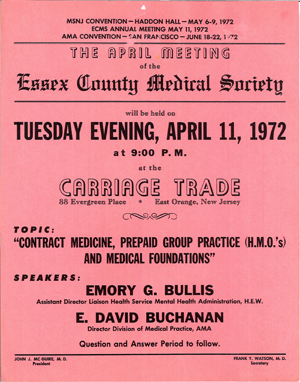 MSNJ CONVENTION — HADDON HALL — MAY 6-9, 1972
ECMS ANNUAL MEETING MAY 11, 1972
AMA CONVENTION — SAN FRANCISCO — JUNE 18-22, 1972
THE APRIL MEETING
of the
Essex County Medical Society
will be held on
TUESDAY EVENING, APRIL 11, 1972
at 9:00 P.M.
at the
CARRIAGE TRADE
88 Evergreen Place • East Orange, New Jersey
TOPIC:
"CONTRACT MEDICINE, PREPAID GROUP PRACTICE (H.M.O.'s)
AND MEDICAL FOUNDATIONS"
SPEAKERS:
EMORY G. BULLIS
Assistant Director Liaison Health Service Mental Health Administration, H.E.W.
E. DAVID BUCHANAN
Director Division of Medical Practice, AMA
Question and Answer Period to follow.
JOHN J. MC GUIRE, M. D.
President
FRANK Y. WATSON, M. D.
Secretary